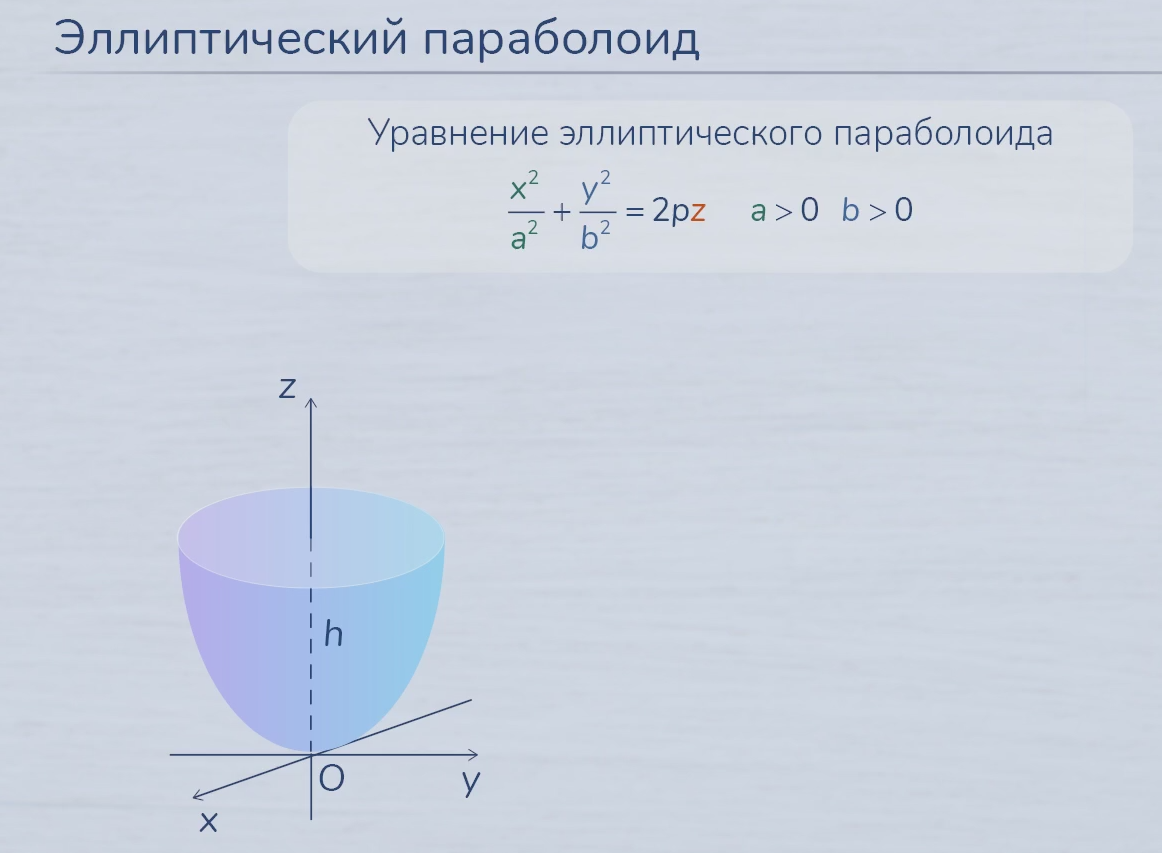 Эллиптический параболоид
Уравнение эллиптического параболоида
x²/a² + y²/b² = 2pz a > 0 b > 0
z
h
O
y
x